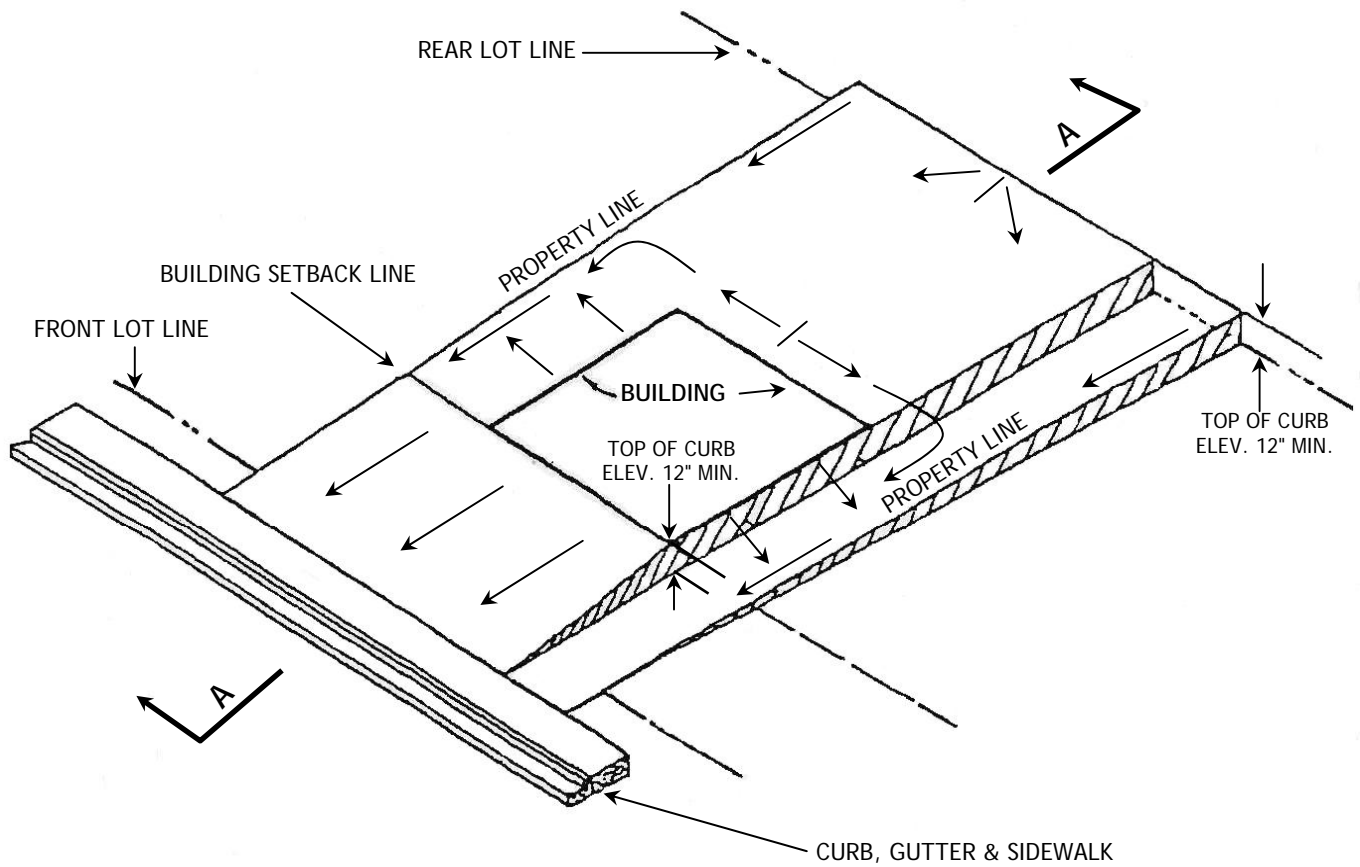 REAR LOT LINE
A
PROPERTY LINE
BUILDING SETBACK LINE
FRONT LOT LINE
BUILDING
TOP OF CURB
ELEV. 12" MIN.
TOP OF CURB
ELEV. 12" MIN.
PROPERTY LINE
A
CURB, GUTTER & SIDEWALK